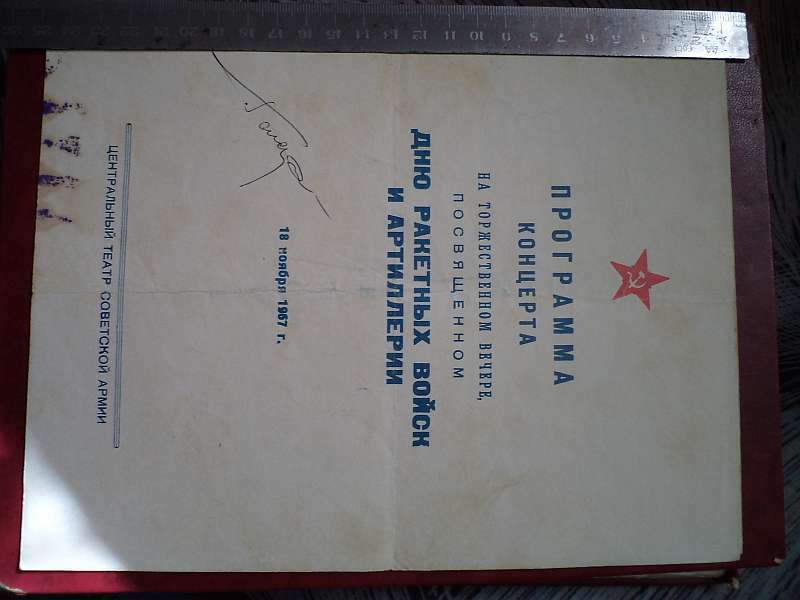 ПРОГРАММА
КОНЦЕРТА
НА ТОРЖЕСТВЕННОМ ВЕЧЕРЕ,
ПОСВЯЩЕННОМ
ДНЮ РАКЕТНЫХ ВОЙСК
И АРТИЛЛЕРИИ
18 ноября 1967 г.
ЦЕНТРАЛЬНЫЙ ТЕАТР СОВЕТСКОЙ АРМИИ